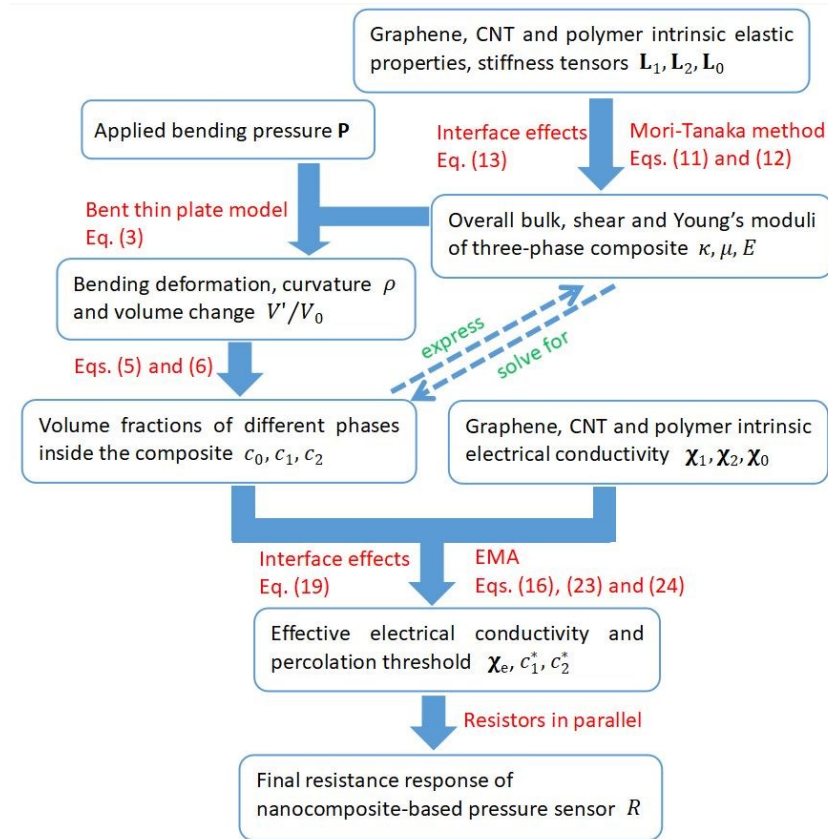 Graphene, CNT and polymer intrinsic elastic
properties, stiffness tensors L₁, L₂, L₀
Applied bending pressure P
Interface effects
Eq. (13)
Mori-Tanaka method
Eqs. (11) and (12)
Bent thin plate model
Eq. (3)
Overall bulk, shear and Young's moduli
of three-phase composite κ, μ, E
Bending deformation, curvature ρ
and volume change V'/V₀
express
solve for
Eqs. (5) and (6)
Volume fractions of different phases
inside the composite c₀, c₁, c₂
Graphene, CNT and polymer intrinsic
electrical conductivity χ₁, χ₂, χ₀
Interface effects
Eq. (19)
EMA
Eqs. (16), (23) and (24)
Effective electrical conductivity and
percolation threshold χₑ, c₁*, c₂*
Resistors in parallel
Final resistance response of
nanocomposite-based pressure sensor R